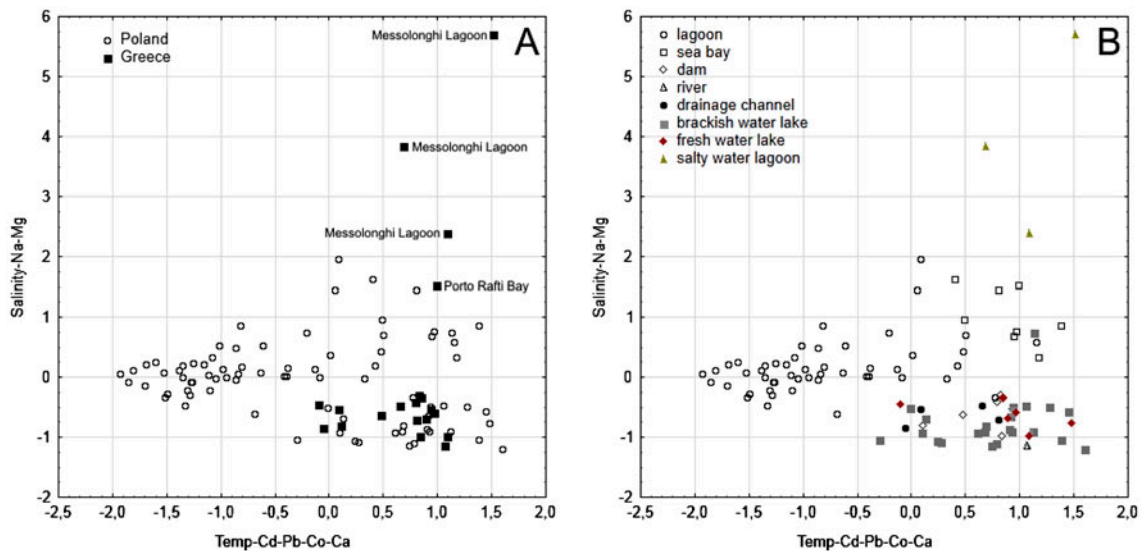 A
Poland
Greece
Messolonghi Lagoon
Messolonghi Lagoon
Messolonghi Lagoon
Porto Rafti Bay
6
5
4
3
2
1
0
-1
-2
Salinity-Na-Mg
-2,5 -2,0 -1,5 -1,0 -0,5 0,0 0,5 1,0 1,5 2,0
Temp-Cd-Pb-Co-Ca
B
lagoon
sea bay
dam
river
drainage channel
brackish water lake
fresh water lake
salty water lagoon
6
5
4
3
2
1
0
-1
-2
Salinity-Na-Mg
-2,5 -2,0 -1,5 -1,0 -0,5 0,0 0,5 1,0 1,5 2,0
Temp-Cd-Pb-Co-Ca